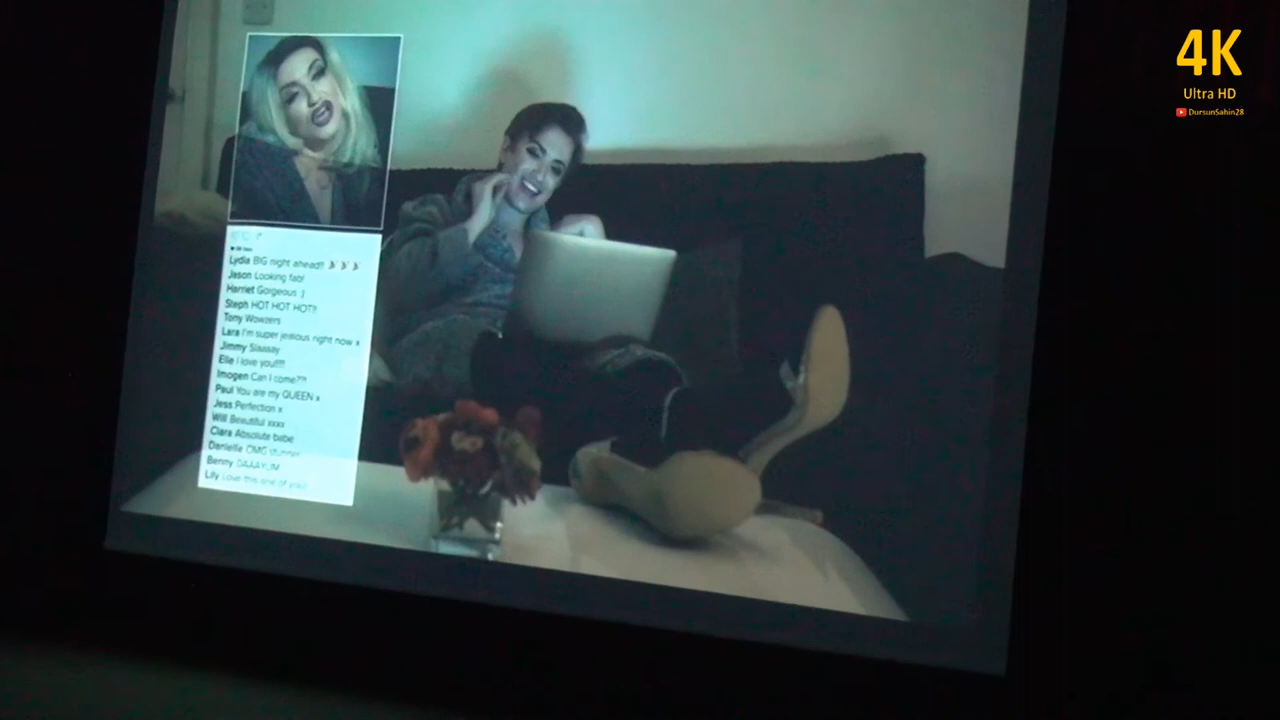 4K
Ultra HD
DursunSahin28
Lydia BIG night ahead!!
Jason Looking fab!
Harriet Gorgeous :)
Steph HOT HOT HOT!!
Tony Wowzers
Lara I'm super jealous right now x
Jimmy Slaaaay
Elle I love you!!!!
Imogen Can I come?!?!
Paul You are my QUEEN x
Jess Perfection x
Will Beautiful xxxx
Clara Absolute babe
Danielle OMG stunner
Benny
Lily Love this one of you!!